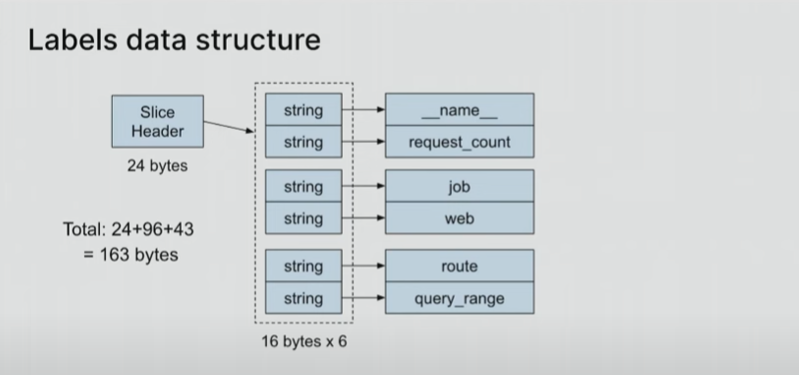 Labels data structure
Slice
Header
24 bytes
Total: 24+96+43
= 163 bytes
string
string
string
string
string
string
16 bytes x 6
__name__
request_count
job
web
route
query_range